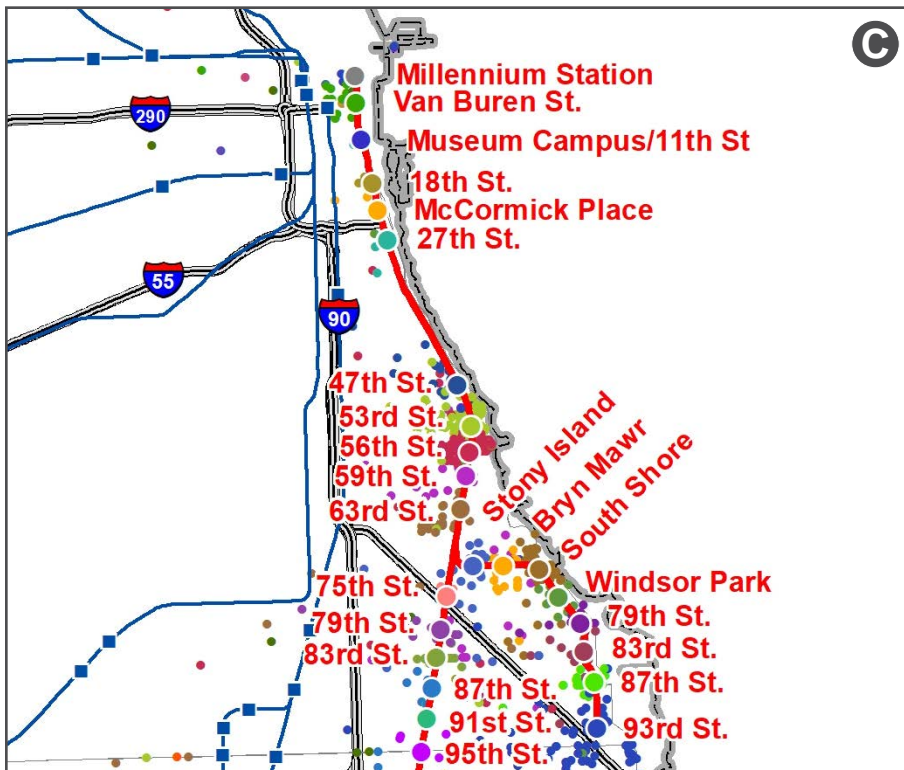 C
Millennium Station
290
Van Buren St.
Museum Campus/11th St
18th St.
McCormick Place
27th St.
55
90
47th St.
53rd St.
56th St.
59th St.
63rd St.
Stony Island
Bryn Mawr
South Shore
75th St.
Windsor Park
79th St.
79th St.
83rd St.
83rd St.
87th St.
87th St.
91st St.
93rd St.
95th St.